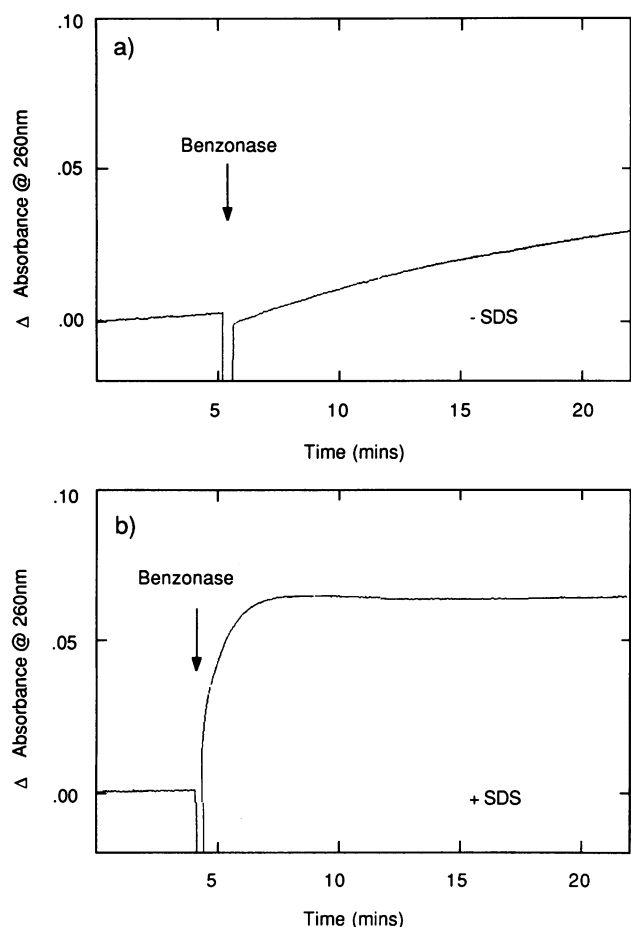 .10
a)
Benzonase
.05
.00
- SDS
Δ Absorbance @ 260nm
5 10 15 20
Time (mins)
.10
b)
Benzonase
.05
.00
+ SDS
Δ Absorbance @ 260nm
5 10 15 20
Time (mins)